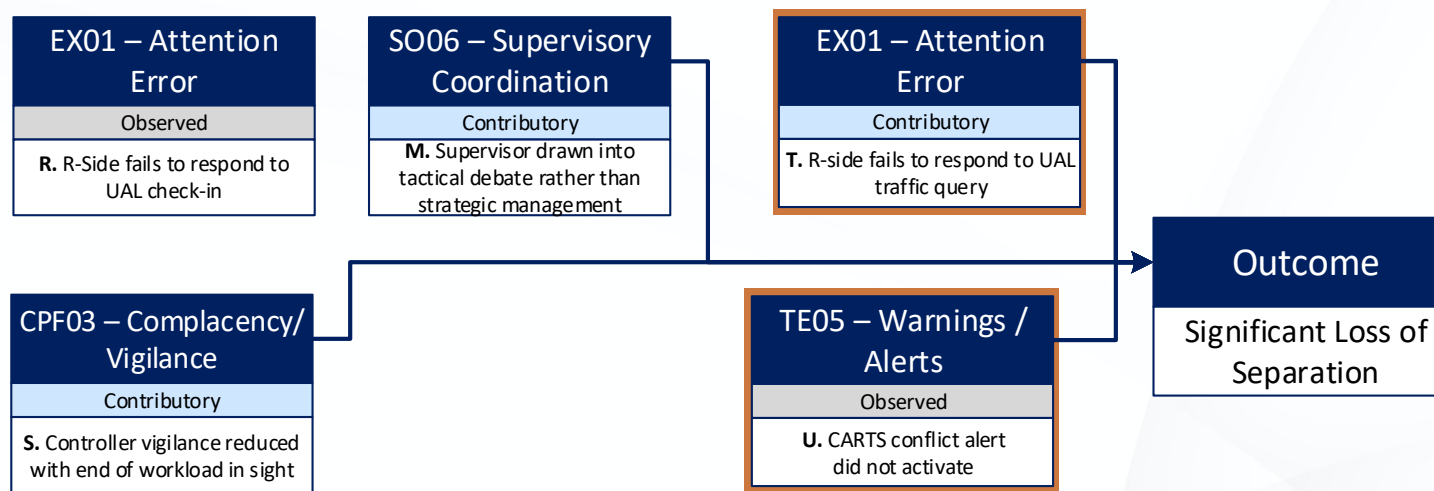 EX01 – Attention
Error
Observed
R. R-Side fails to respond to
UAL check-in
SO06 – Supervisory
Coordination
Contributory
M. Supervisor drawn into
tactical debate rather than
strategic management
EX01 – Attention
Error
Contributory
T. R-side fails to respond to UAL
traffic query
CPF03 – Complacency/
Vigilance
Contributory
S. Controller vigilance reduced
with end of workload in sight
TE05 – Warnings /
Alerts
Observed
U. CARTS conflict alert
did not activate
Outcome
Significant Loss of
Separation